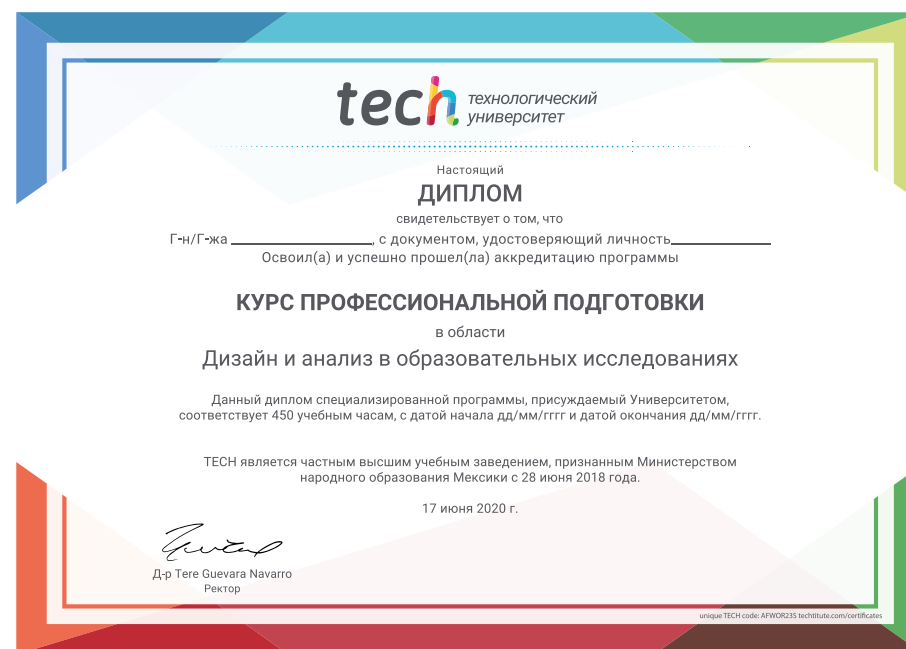 tech технологический
университет
Настоящий
ДИПЛОМ
свидетельствует о том, что
Г-н/Г-жа ____________________, с документом, удостоверяющий личность______________
Освоил(а) и успешно прошел(ла) аккредитацию программы
КУРС ПРОФЕССИОНАЛЬНОЙ ПОДГОТОВКИ
в области
Дизайн и анализ в образовательных исследованиях
Данный диплом специализированной программы, присуждаемый Университетом,
соответствует 450 учебным часам, с датой начала дд/мм/гггг и датой окончания дд/мм/гггг.
TECH является частным высшим учебным заведением, признанным Министерством
народного образования Мексики с 28 июня 2018 года.
17 июня 2020 г.
Д-р Tere Guevara Navarro
Ректор
unique TECH code: AFWOR235 techtitute.com/certificates